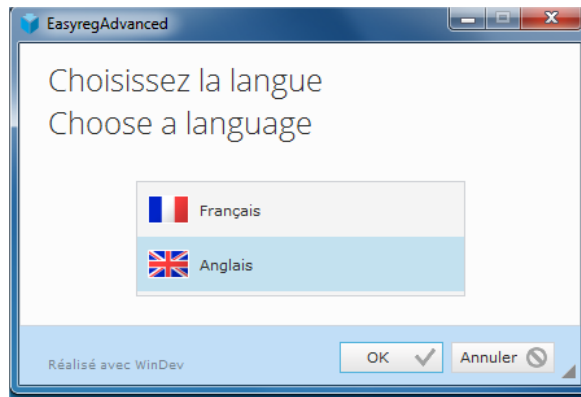 EasyregAdvanced
Choisissez la langue
Choose a language
Français
Anglais
Réalisé avec WinDev
OK
Annuler